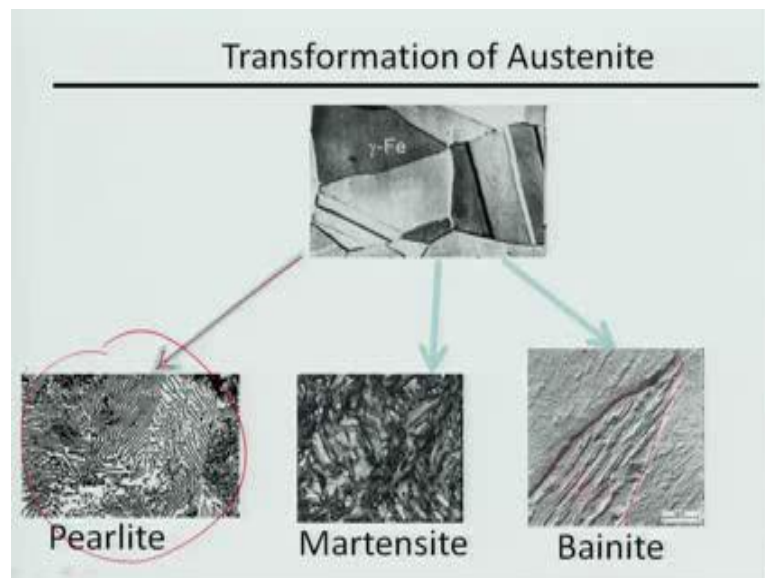 Transformation of Austenite
γ-Fe
Pearlite
Martensite
Bainite